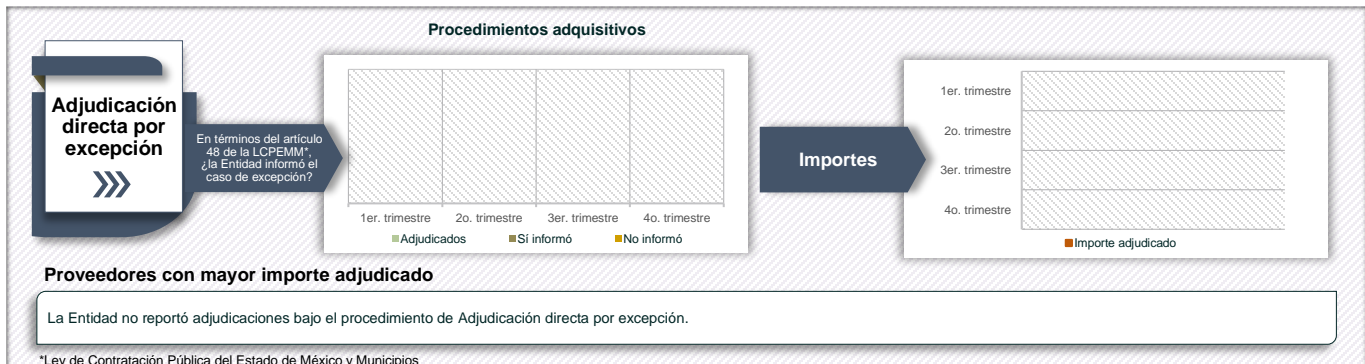 Procedimientos adquisitivos
Adjudicación
directa por
excepción
En términos del artículo
48 de la LCPEMM*,
¿la Entidad informó el
caso de excepción?
1er. trimestre 2o. trimestre 3er. trimestre 4o. trimestre
Adjudicados Sí informó No informó
Importes
1er. trimestre
2o. trimestre
3er. trimestre
4o. trimestre
Importe adjudicado
Proveedores con mayor importe adjudicado
La Entidad no reportó adjudicaciones bajo el procedimiento de Adjudicación directa por excepción.
*Ley de Contratación Pública del Estado de México y Municipios